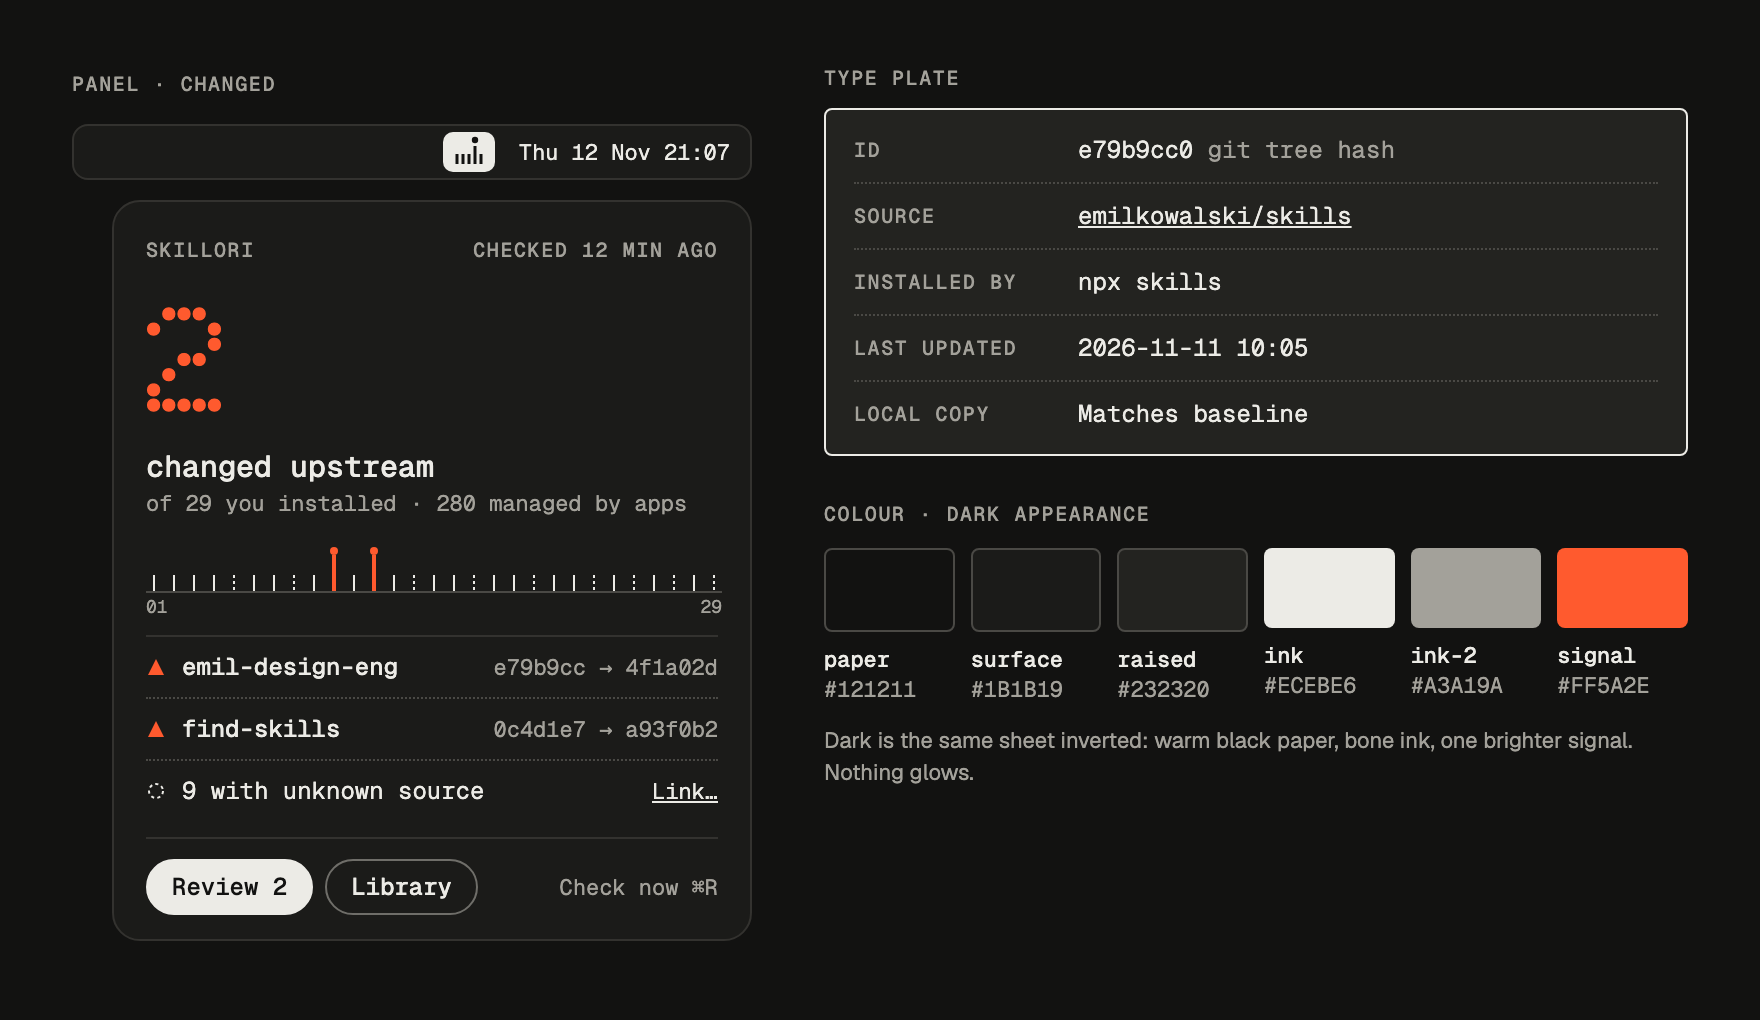 PANEL · CHANGED
Thu 12 Nov 21:07
SKILLORI
CHECKED 12 MIN AGO
2
changed upstream
of 29 you installed · 280 managed by apps
01
29
emil-design-eng
e79b9cc → 4f1a02d
find-skills
0c4d1e7 → a93f0b2
9 with unknown source
Link…
Review 2
Library
Check now ⌘R
TYPE PLATE
ID
e79b9cc0 git tree hash
SOURCE
emilkowalski/skills
INSTALLED BY
npx skills
LAST UPDATED
2026-11-11 10:05
LOCAL COPY
Matches baseline
COLOUR · DARK APPEARANCE
paper
#121211
surface
#1B1B19
raised
#232320
ink
#ECEBE6
ink-2
#A3A19A
signal
#FF5A2E
Dark is the same sheet inverted: warm black paper, bone ink, one brighter signal.
Nothing glows.